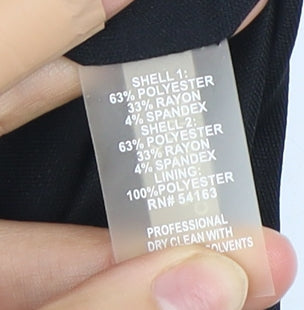 SHELL 1:
63% POLYESTER
33% RAYON
4% SPANDEX
SHELL 2:
63% POLYESTER
33% RAYON
4% SPANDEX
LINING:
100%POLYESTER
RN# 54163
PROFESSIONAL
DRY CLEAN WITH
SOLVENTS